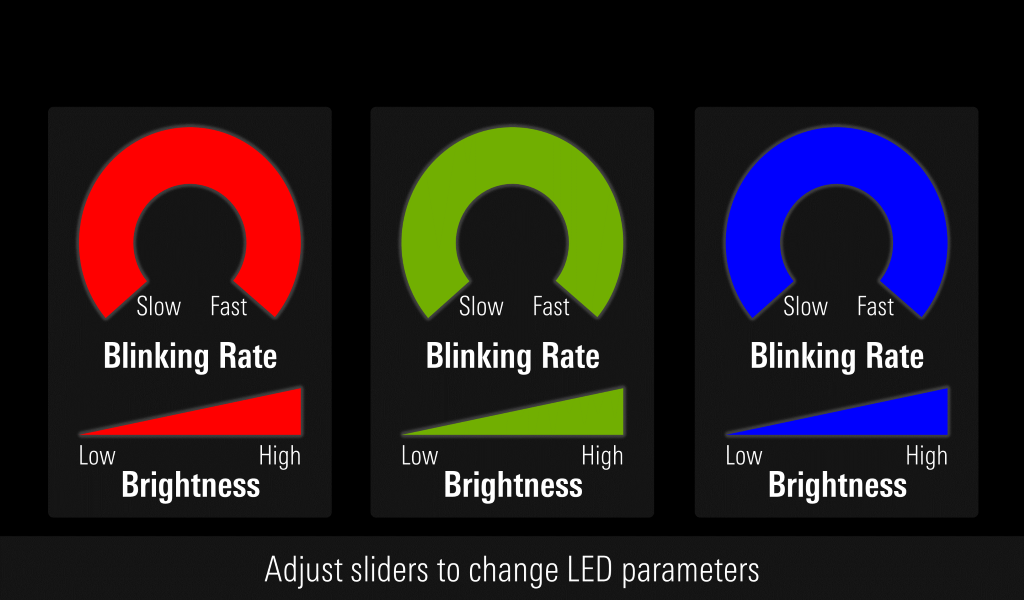 Slow Fast
Blinking Rate
Low High
Brightness
Slow Fast
Blinking Rate
Low High
Brightness
Slow Fast
Blinking Rate
Low High
Brightness
Adjust sliders to change LED parameters